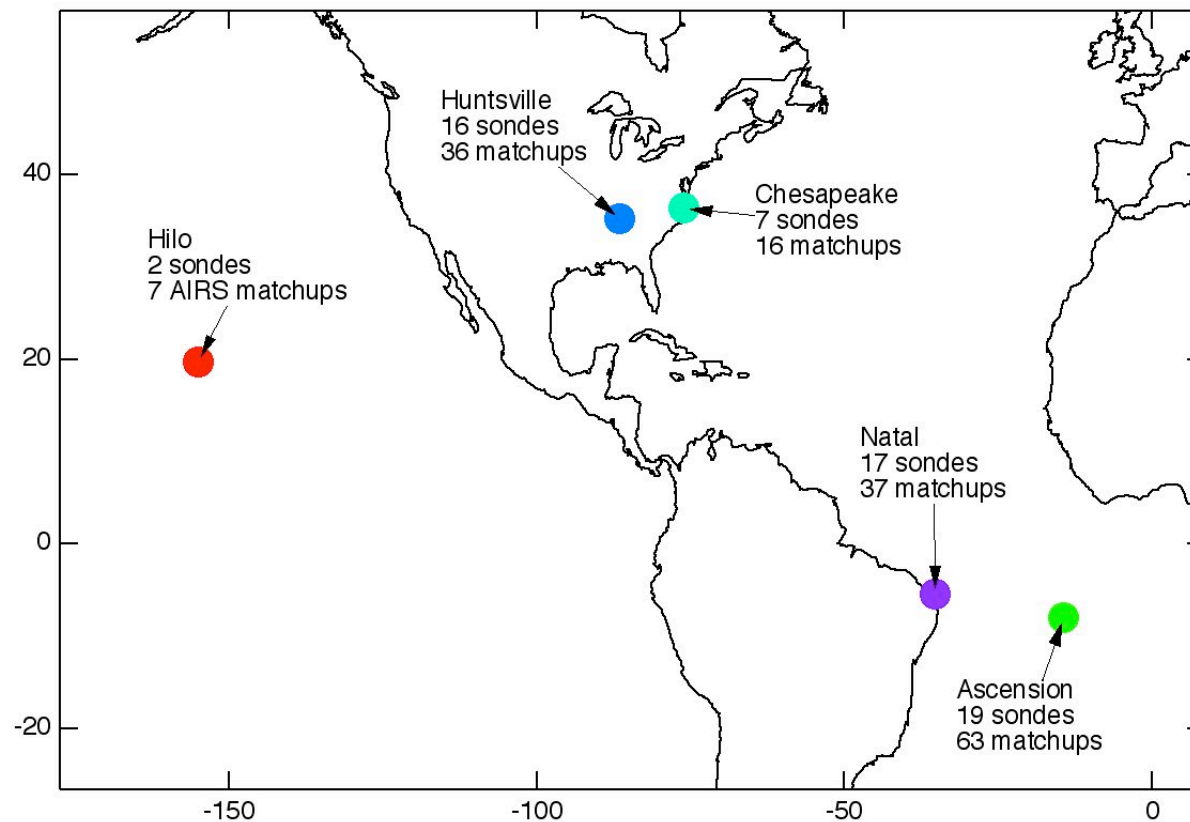 Huntsville
16 sondes
36 matchups
40
Chesapeake
7 sondes
16 matchups
Hilo
2 sondes
7 AIRS matchups
20
Natal
17 sondes
37 matchups
0
Ascension
19 sondes
63 matchups
-20
-150
-100
-50
0